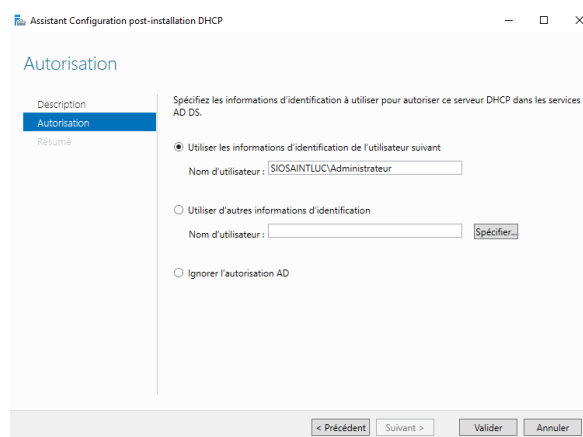 Assistant Configuration post-installation DHCP
Autorisation
Description
Autorisation
Résumé
Spécifiez les informations d'identification à utiliser pour autoriser ce serveur DHCP dans les services
AD DS.
Utiliser les informations d'identification de l'utilisateur suivant
Nom d'utilisateur : SIOSAINTLUC\Administrateur
Utiliser d'autres informations d'identification
Nom d'utilisateur : Spécifier...
Ignorer l'autorisation AD
< Précédent Suivant > Valider Annuler